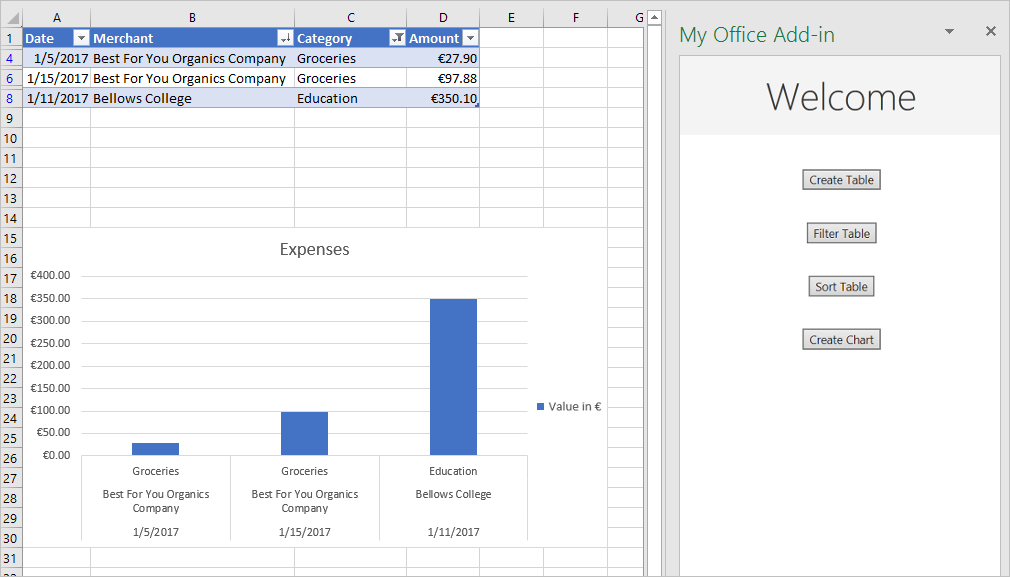 A B C D E F G
1 Date Merchant Category Amount
4 1/5/2017 Best For You Organics Company Groceries €27.90
6 1/15/2017 Best For You Organics Company Groceries €97.88
8 1/11/2017 Bellows College Education €350.10
9
10
11
12
13
14
15
16
17
18
19
20
21
22
23
24
25
26
27
28
29
30
31
Expenses
€400.00
€350.00
€300.00
€250.00
€200.00
€150.00
€100.00
€50.00
€0.00
Value in €
Groceries Groceries Education
Best For You Organics Best For You Organics Bellows College
Company Company
1/5/2017 1/15/2017 1/11/2017
My Office Add-in
Welcome
Create Table
Filter Table
Sort Table
Create Chart